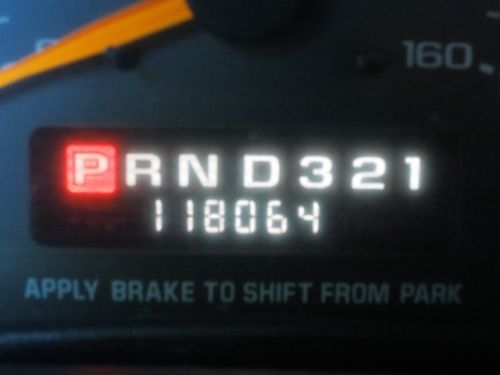 160
PRND321
118064
APPLY BRAKE TO SHIFT FROM PARK